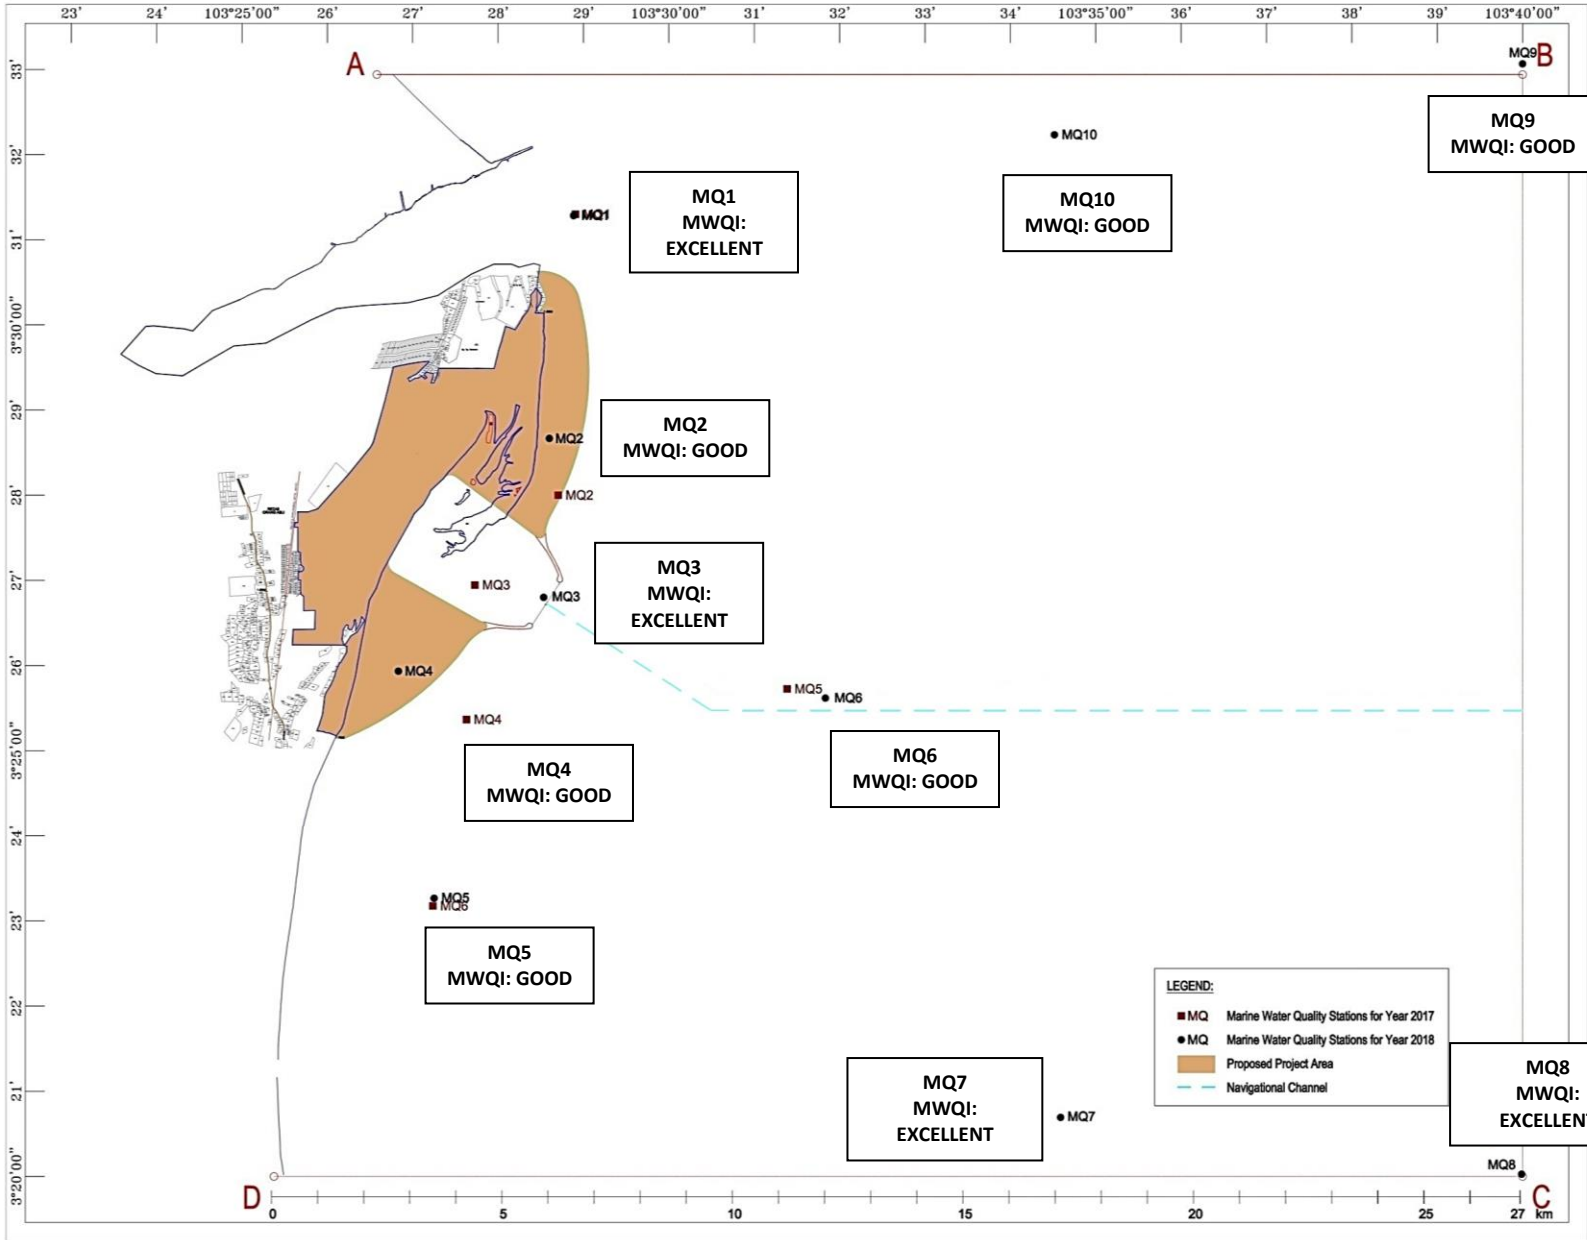 22' 23' 24' 103°25'00" 26' 27' 28' 29' 103°30'00" 31' 32' 33' 34' 103°35'00" 36' 37' 38' 39' 103°40'00"
A
MQ9
B
33'
MQ9
MWQI: GOOD
MQ10
32'
MQ1
MWQI:
EXCELLENT
MQ10
MWQI: GOOD
MQ1
31'
3°30'00"
29'
MQ2
MWQI: GOOD
MQ2
28'
MQ2
27'
MQ3
MWQI:
EXCELLENT
MQ3
MQ3
26'
MQ4
MQ5
MQ6
MQ4
3°25'00"
MQ4
MWQI: GOOD
MQ6
MWQI: GOOD
24'
MQ5
MQ6
23'
MQ5
MWQI: GOOD
LEGEND:
MQ Marine Water Quality Stations for Year 2017
MQ Marine Water Quality Stations for Year 2018
Proposed Project Area
Navigational Channel
22'
21'
MQ7
MWQI:
EXCELLENT
MQ7
MQ8
MWQI:
EXCELLENT
MQ8
3°20'00"
D
C
0 5 10 15 20 25 27 km